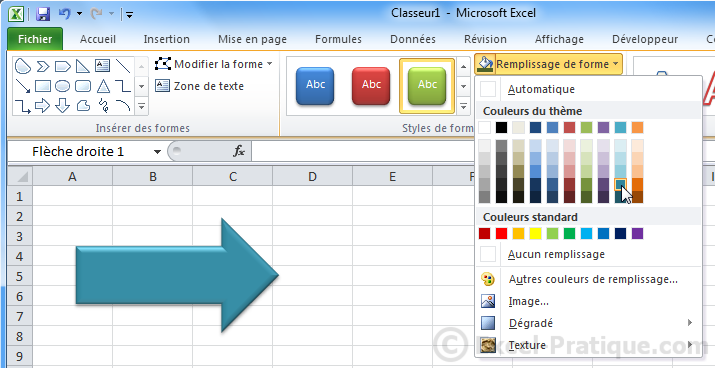 Classeur1 - Microsoft Excel
Fichier Accueil Insertion Mise en page Formules Données Révision Affichage Développeur
Modifier la forme
Zone de texte
Insérer des formes
Abc Abc Abc
Styles de form
Remplissage de forme
Automatique
Couleurs du thème
Couleurs standard
Aucun remplissage
Autres couleurs de remplissage...
Image...
Dégradé
Texture
Flèche droite 1 fx
A B C D E
1
2
3
4
5
6
7
8
9
© Excel-Pratique.com